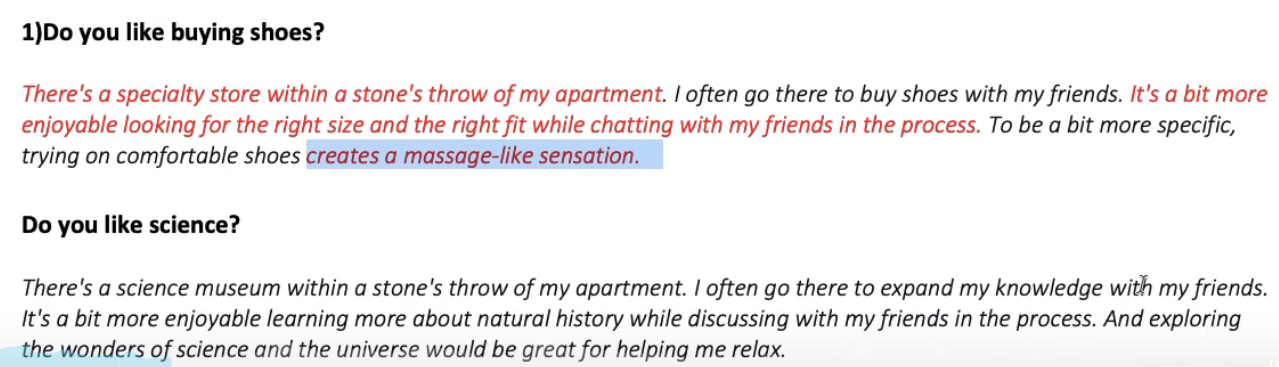 1)Do you like buying shoes?
There's a specialty store within a stone's throw of my apartment. I often go there to buy shoes with my friends. It's a bit more
enjoyable looking for the right size and the right fit while chatting with my friends in the process. To be a bit more specific,
trying on comfortable shoes creates a massage-like sensation.
Do you like science?
There's a science museum within a stone's throw of my apartment. I often go there to expand my knowledge with my friends.
It's a bit more enjoyable learning more about natural history while discussing with my friends in the process. And exploring
the wonders of science and the universe would be great for helping me relax.